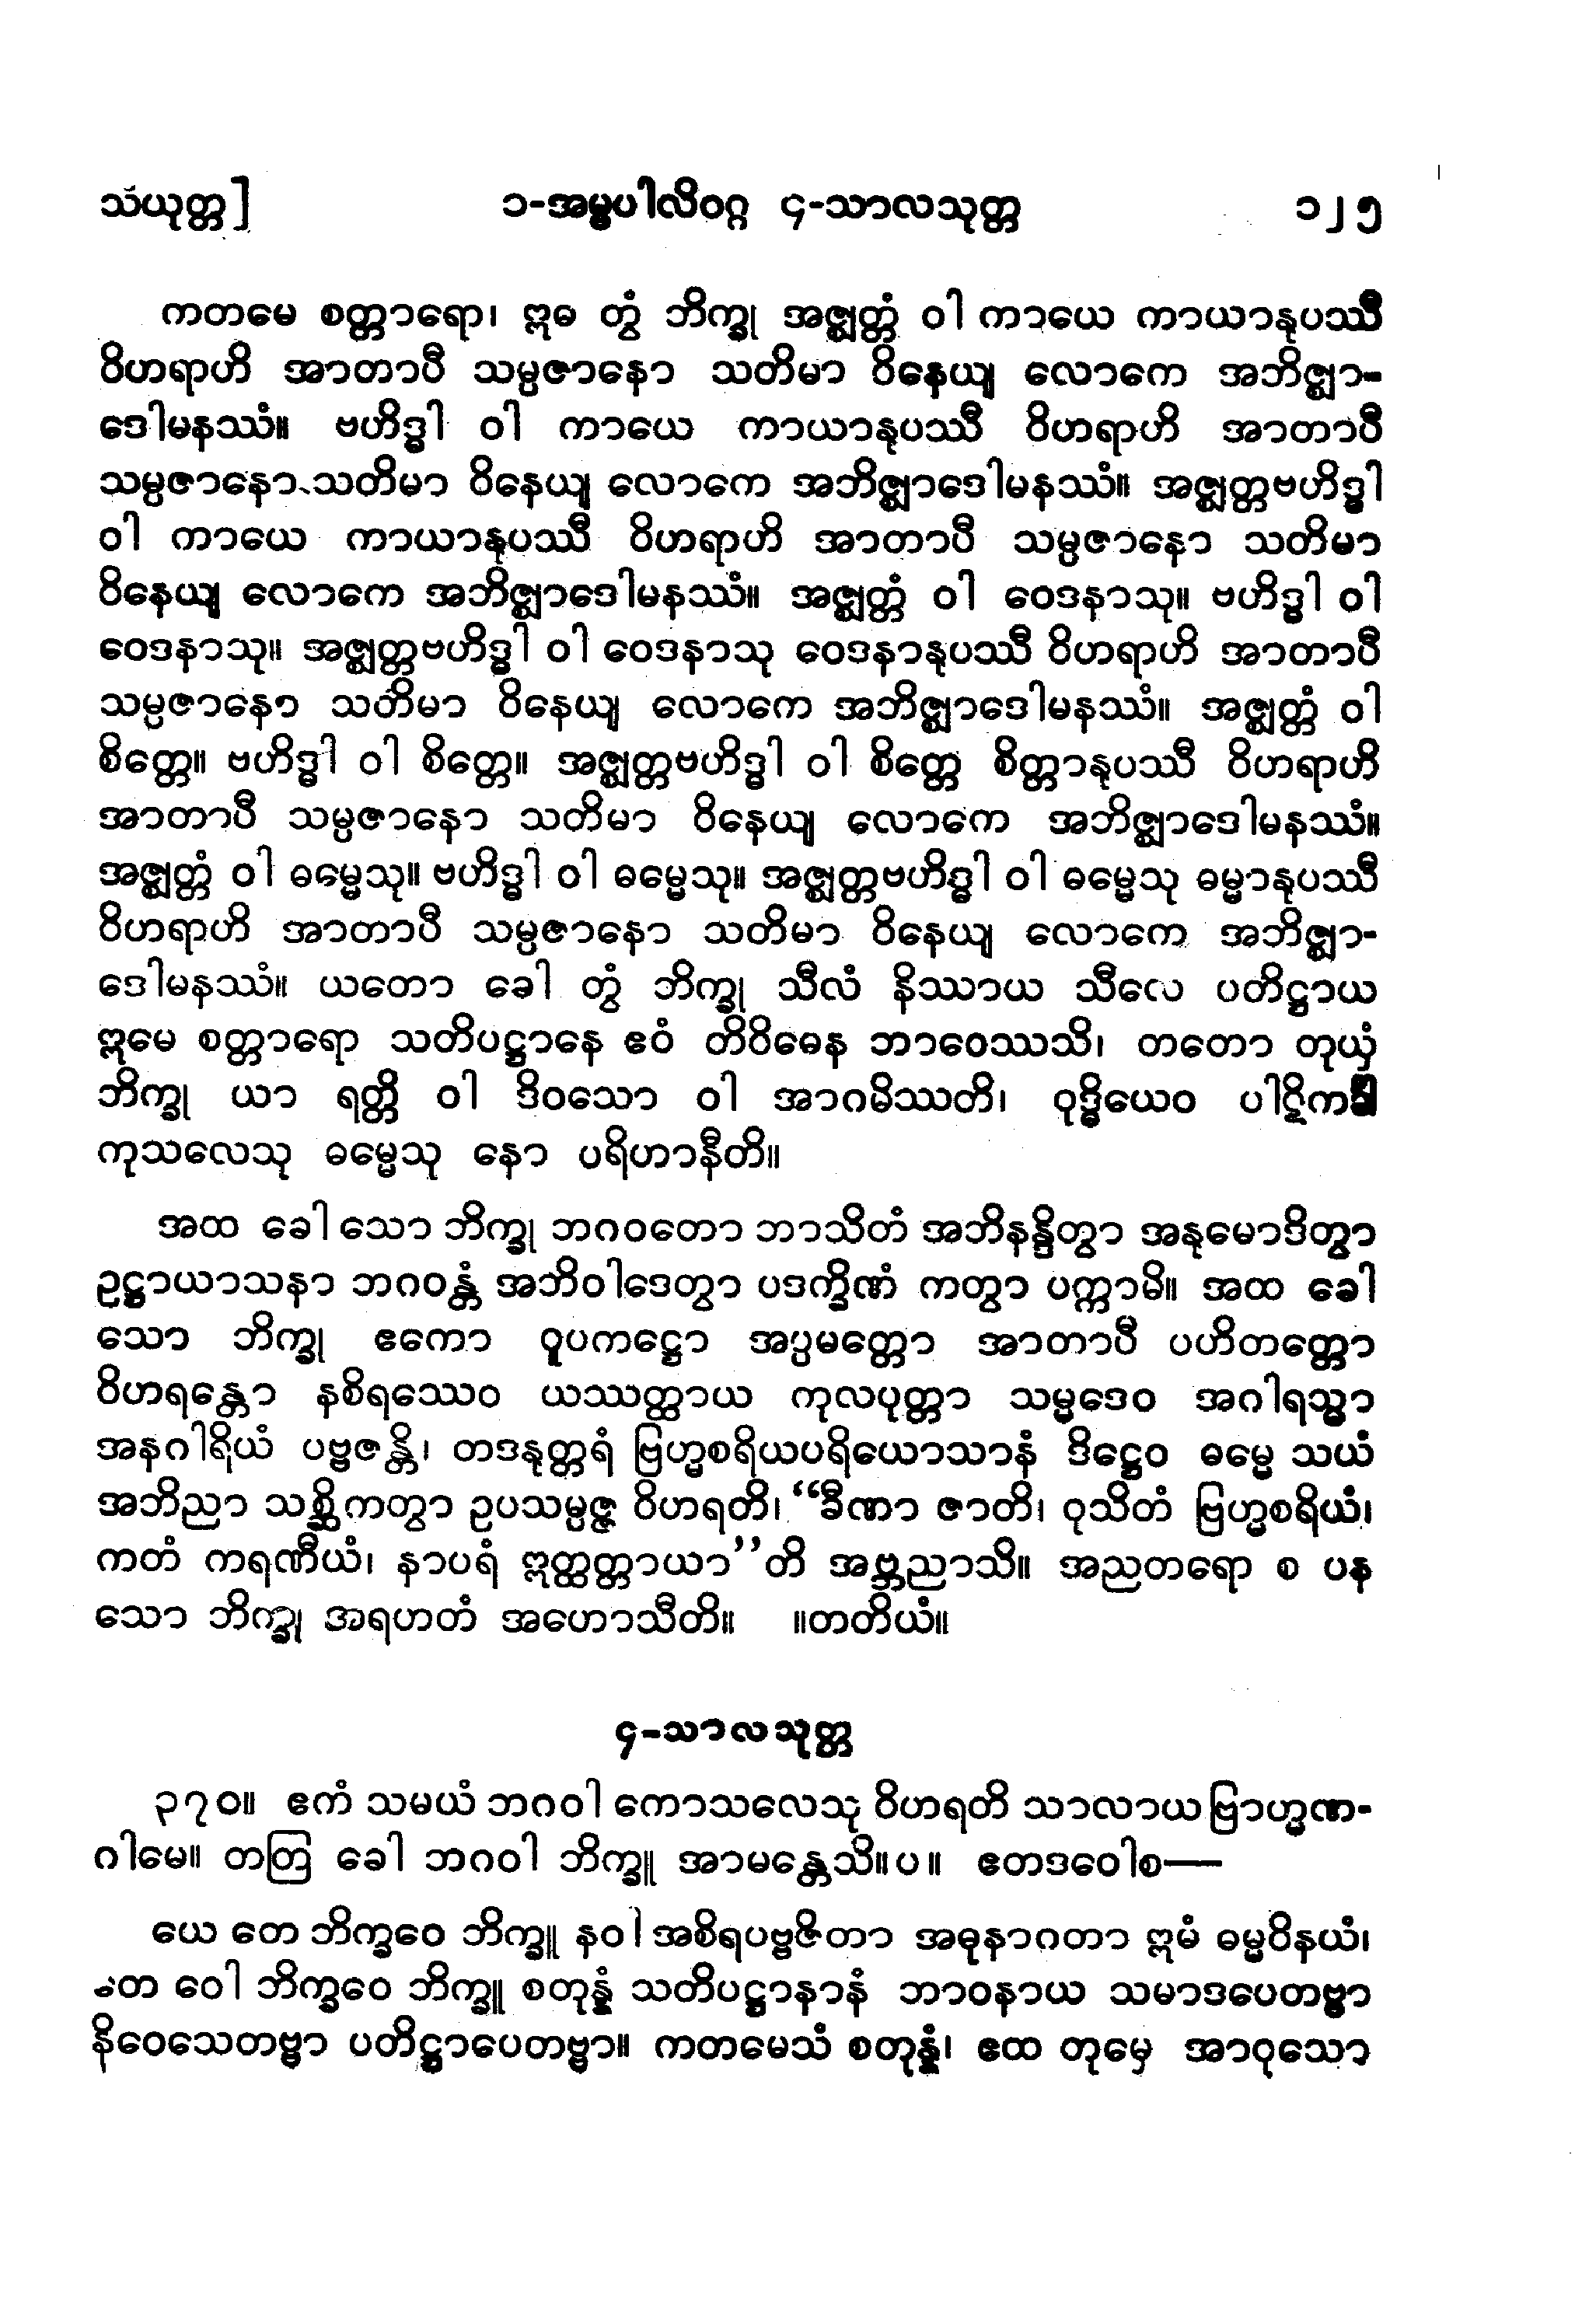 သံယုတ္တ]	၁-အမ္ဗပါလိဝဂ္ဂ ၄-သာလသုတ္တ	၁၂၅
ကတမေ စတ္တာရော၊ ဣဓ တွံ ဘိက္ခု အဇ္ဈတ္တံ ဝါ ကာယေ ကာယာနုပဿီ
ဝိဟရာဟိ အာတာပီ သမ္ပဇာနော သတိမာ ဝိနေယျ လောကေ အဘိဇ္ဈာ-
ဒေါမနဿံ။ ဗဟိဒ္ဓါ ဝါ ကာယေ ကာယာနုပဿီ ဝိဟရာဟိ အာတာပီ
သမ္ပဇာနော သတိမာ ဝိနေယျ လောကေ အဘိဇ္ဈာဒေါမနဿံ။ အဇ္ဈတ္တဗဟိဒ္ဓါ
ဝါ ကာယေ ကာယာနုပဿီ ဝိဟရာဟိ အာတာပီ သမ္ပဇာနော သတိမာ
ဝိနေယျ လောကေ အဘိဇ္ဈာဒေါမနဿံ။ အဇ္ဈတ္တံ ဝါ ဝေဒနာသု။ ဗဟိဒ္ဓါ ဝါ
ဝေဒနာသု။ အဇ္ဈတ္တဗဟိဒ္ဓါ ဝါ ဝေဒနာသု ဝေဒနာနုပဿီ ဝိဟရာဟိ အာတာပီ
သမ္ပဇာနော သတိမာ ဝိနေယျ လောကေ အဘိဇ္ဈာဒေါမနဿံ။ အဇ္ဈတ္တံ ဝါ
စိတ္တေ။ ဗဟိဒ္ဓါ ဝါ စိတ္တေ။ အဇ္ဈတ္တဗဟိဒ္ဓါ ဝါ စိတ္တေ စိတ္တာနုပဿီ ဝိဟရာဟိ
အာတာပီ သမ္ပဇာနော သတိမာ ဝိနေယျ လောကေ အဘိဇ္ဈာဒေါမနဿံ။
အဇ္ဈတ္တံ ဝါ ဓမ္မေသု။ ဗဟိဒ္ဓါ ဝါ ဓမ္မေသု။ အဇ္ဈတ္တဗဟိဒ္ဓါ ဝါ ဓမ္မေသု ဓမ္မာနုပဿီ
ဝိဟရာဟိ အာတာပီ သမ္ပဇာနော သတိမာ ဝိနေယျ လောကေ အဘိဇ္ဈာ-
ဒေါမနဿံ။ ယတော ခေါ တွံ ဘိက္ခု သီလံ နိဿာယ သီလေ ပတိဋ္ဌာယ
ဣမေ စတ္တာရော သတိပဋ္ဌာနေ ဧဝံ တိဝိဓေန ဘာဝေဿသိ၊ တတော တုယှံ
ဘိက္ခု ယာ ရတ္တိ ဝါ ဒိဝသော ဝါ အာဂမိဿတိ၊ ဝုဒ္ဓိယေဝ ပါဋိကင်္ခါ
ကုသလေသု ဓမ္မေသု နော ပရိဟာနီတိ။
အထ ခေါ သော ဘိက္ခု ဘဂဝတော ဘာသိတံ အဘိနန္ဒိတွာ အနုမောဒိတွာ
ဥဋ္ဌာယာသနာ ဘဂဝန္တံ အဘိဝါဒေတွာ ပဒက္ခိဏံ ကတွာ ပက္ကာမိ။ အထ ခေါ
သော ဘိက္ခု ဧကော ဝူပကဋ္ဌော အပ္ပမတ္တော အာတာပီ ပဟိတတ္တော
ဝိဟရန္တော နစိရဿေဝ ယဿတ္ထာယ ကုလပုတ္တာ သမ္မဒေဝ အဂါရသ္မာ
အနဂါရိယံ ပဗ္ဗဇန္တိ၊ တဒနုတ္တရံ ဗြဟ္မစရိယပရိယောသာနံ ဒိဋ္ဌေဝ ဓမ္မေ သယံ
အဘိညာ သစ္ဆိကတွာ ဥပသမ္ပဇ္ဇ ဝိဟရတိ၊ “ခီဏာ ဇာတိ၊ ဝုသိတံ ဗြဟ္မစရိယံ၊
ကတံ ကရဏီယံ၊ နာပရံ ဣတ္ထတ္တာယာ”တိ အဗ္ဘညာသိ။ အညတရော စ ပန
သော ဘိက္ခု အရဟတံ အဟောသီတိ။ ။တတိယံ။
၄-သာလသုတ္တ
၃၇၀။ ဧကံ သမယံ ဘဂဝါ ကောသလေသု ဝိဟရတိ သာလာယ ဗြာဟ္မဏ-
ဂါမေ။ တတြ ခေါ ဘဂဝါ ဘိက္ခူ အာမန္တေသိ။ပ။ ဧတဒဝေါစ—
ယေ တေ ဘိက္ခဝေ ဘိက္ခူ နဝါ အစိရပဗ္ဗဇိတာ အဓုနာဂတာ ဣမံ ဓမ္မဝိနယံ၊
တေ ဝေါ ဘိက္ခဝေ ဘိက္ခူ စတုန္နံ သတိပဋ္ဌာနာနံ ဘာဝနာယ သမာဒပေတဗ္ဗာ
နိဝေသေတဗ္ဗာ ပတိဋ္ဌာပေတဗ္ဗာ။ ကတမေသံ စတုန္နံ၊ ဧထ တုမှေ အာဝုသော